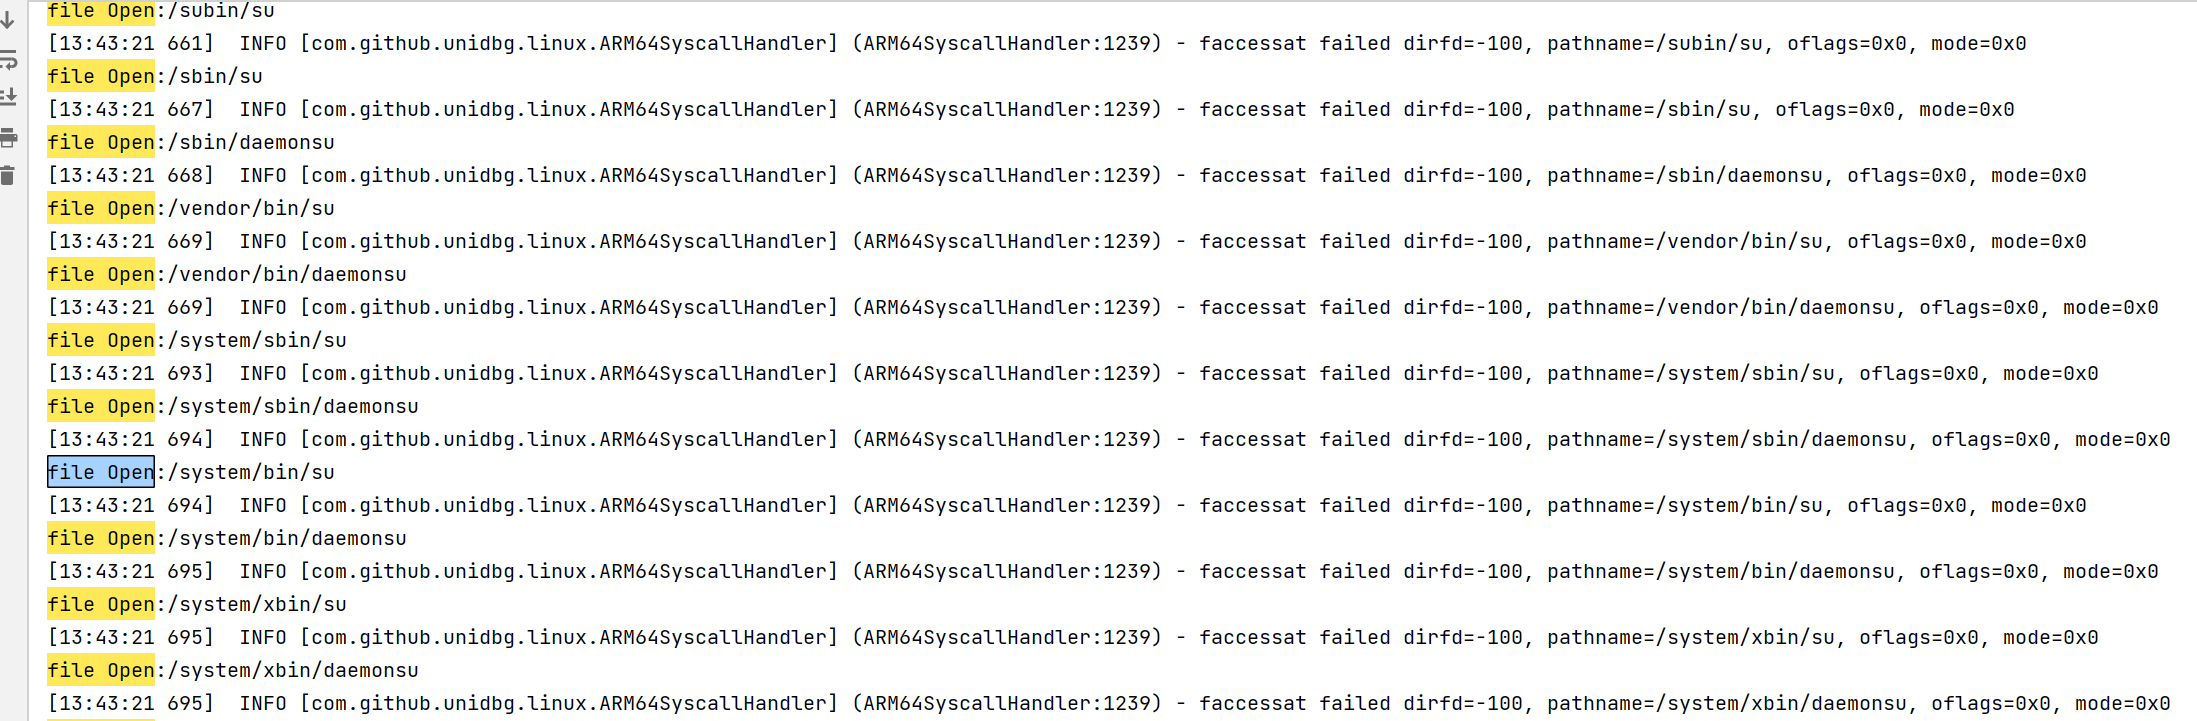 file Open:/subin/su
[13:43:21 661]  INFO [com.github.unidbg.linux.ARM64SyscallHandler] (ARM64SyscallHandler:1239) - faccessat failed dirfd=-100, pathname=/subin/su, oflags=0x0, mode=0x0
file Open:/sbin/su
[13:43:21 667]  INFO [com.github.unidbg.linux.ARM64SyscallHandler] (ARM64SyscallHandler:1239) - faccessat failed dirfd=-100, pathname=/sbin/su, oflags=0x0, mode=0x0
file Open:/sbin/daemonsu
[13:43:21 668]  INFO [com.github.unidbg.linux.ARM64SyscallHandler] (ARM64SyscallHandler:1239) - faccessat failed dirfd=-100, pathname=/sbin/daemonsu, oflags=0x0, mode=0x0
file Open:/vendor/bin/su
[13:43:21 669]  INFO [com.github.unidbg.linux.ARM64SyscallHandler] (ARM64SyscallHandler:1239) - faccessat failed dirfd=-100, pathname=/vendor/bin/su, oflags=0x0, mode=0x0
file Open:/vendor/bin/daemonsu
[13:43:21 669]  INFO [com.github.unidbg.linux.ARM64SyscallHandler] (ARM64SyscallHandler:1239) - faccessat failed dirfd=-100, pathname=/vendor/bin/daemonsu, oflags=0x0, mode=0x0
file Open:/system/sbin/su
[13:43:21 693]  INFO [com.github.unidbg.linux.ARM64SyscallHandler] (ARM64SyscallHandler:1239) - faccessat failed dirfd=-100, pathname=/system/sbin/su, oflags=0x0, mode=0x0
file Open:/system/sbin/daemonsu
[13:43:21 694]  INFO [com.github.unidbg.linux.ARM64SyscallHandler] (ARM64SyscallHandler:1239) - faccessat failed dirfd=-100, pathname=/system/sbin/daemonsu, oflags=0x0, mode=0x0
file Open:/system/bin/su
[13:43:21 694]  INFO [com.github.unidbg.linux.ARM64SyscallHandler] (ARM64SyscallHandler:1239) - faccessat failed dirfd=-100, pathname=/system/bin/su, oflags=0x0, mode=0x0
file Open:/system/bin/daemonsu
[13:43:21 695]  INFO [com.github.unidbg.linux.ARM64SyscallHandler] (ARM64SyscallHandler:1239) - faccessat failed dirfd=-100, pathname=/system/bin/daemonsu, oflags=0x0, mode=0x0
file Open:/system/xbin/su
[13:43:21 695]  INFO [com.github.unidbg.linux.ARM64SyscallHandler] (ARM64SyscallHandler:1239) - faccessat failed dirfd=-100, pathname=/system/xbin/su, oflags=0x0, mode=0x0
file Open:/system/xbin/daemonsu
[13:43:21 695]  INFO [com.github.unidbg.linux.ARM64SyscallHandler] (ARM64SyscallHandler:1239) - faccessat failed dirfd=-100, pathname=/system/xbin/daemonsu, oflags=0x0, mode=0x0